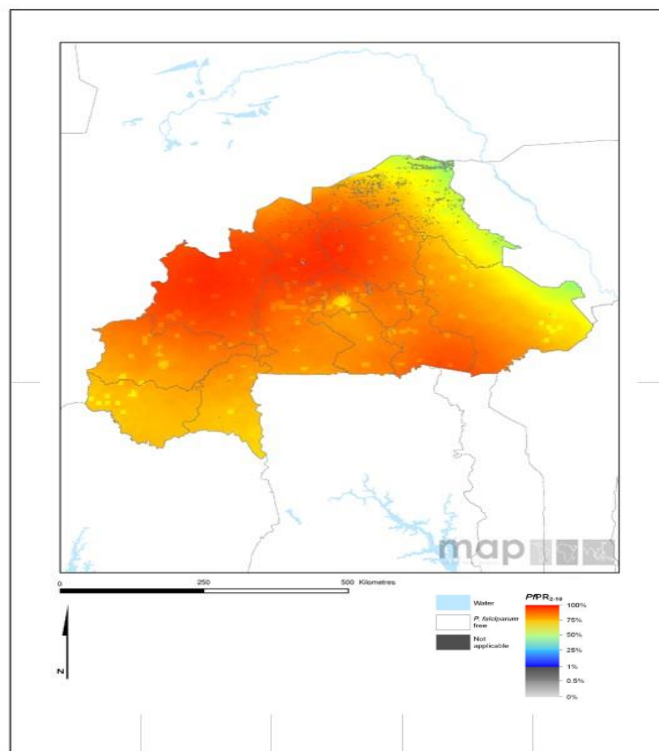 map
0 250 500 Kilometres
N
Water
P. falciparum
free
Not
applicable
PfPR2-10
100%
75%
50%
25%
1%
0.5%
0%